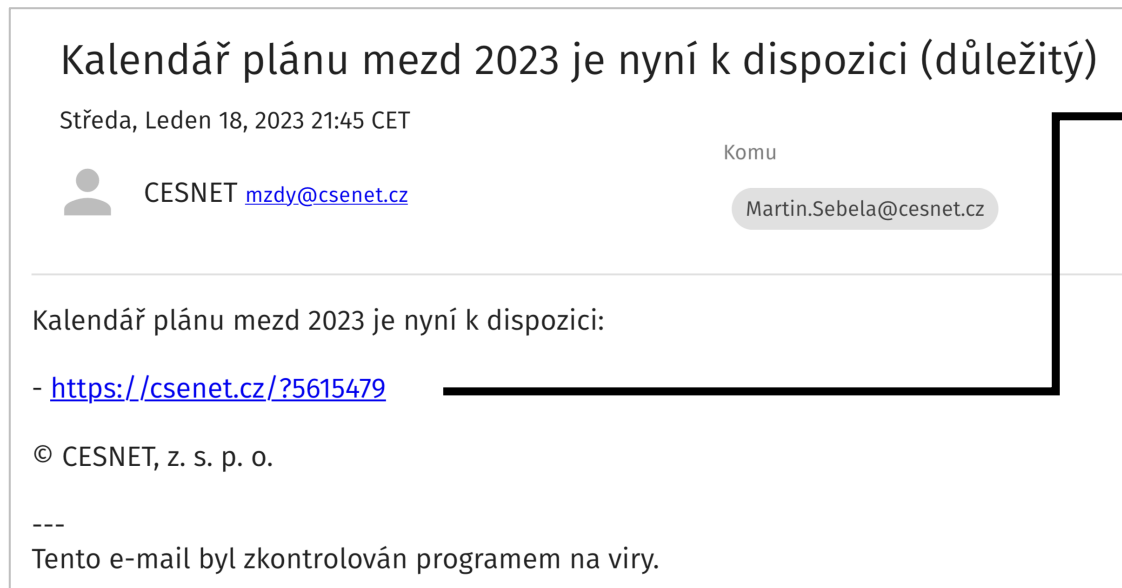 Kalendář plánu mezd 2023 je nyní k dispozici (důležitý)
Středa, Leden 18, 2023 21:45 CET
Komu
CESNET mzdy@csenet.cz
Martin.Sebela@cesnet.cz
Kalendář plánu mezd 2023 je nyní k dispozici:
- https://csenet.cz/?5615479
© CESNET, z. s. p. o.
---
Tento e-mail byl zkontrolován programem na viry.